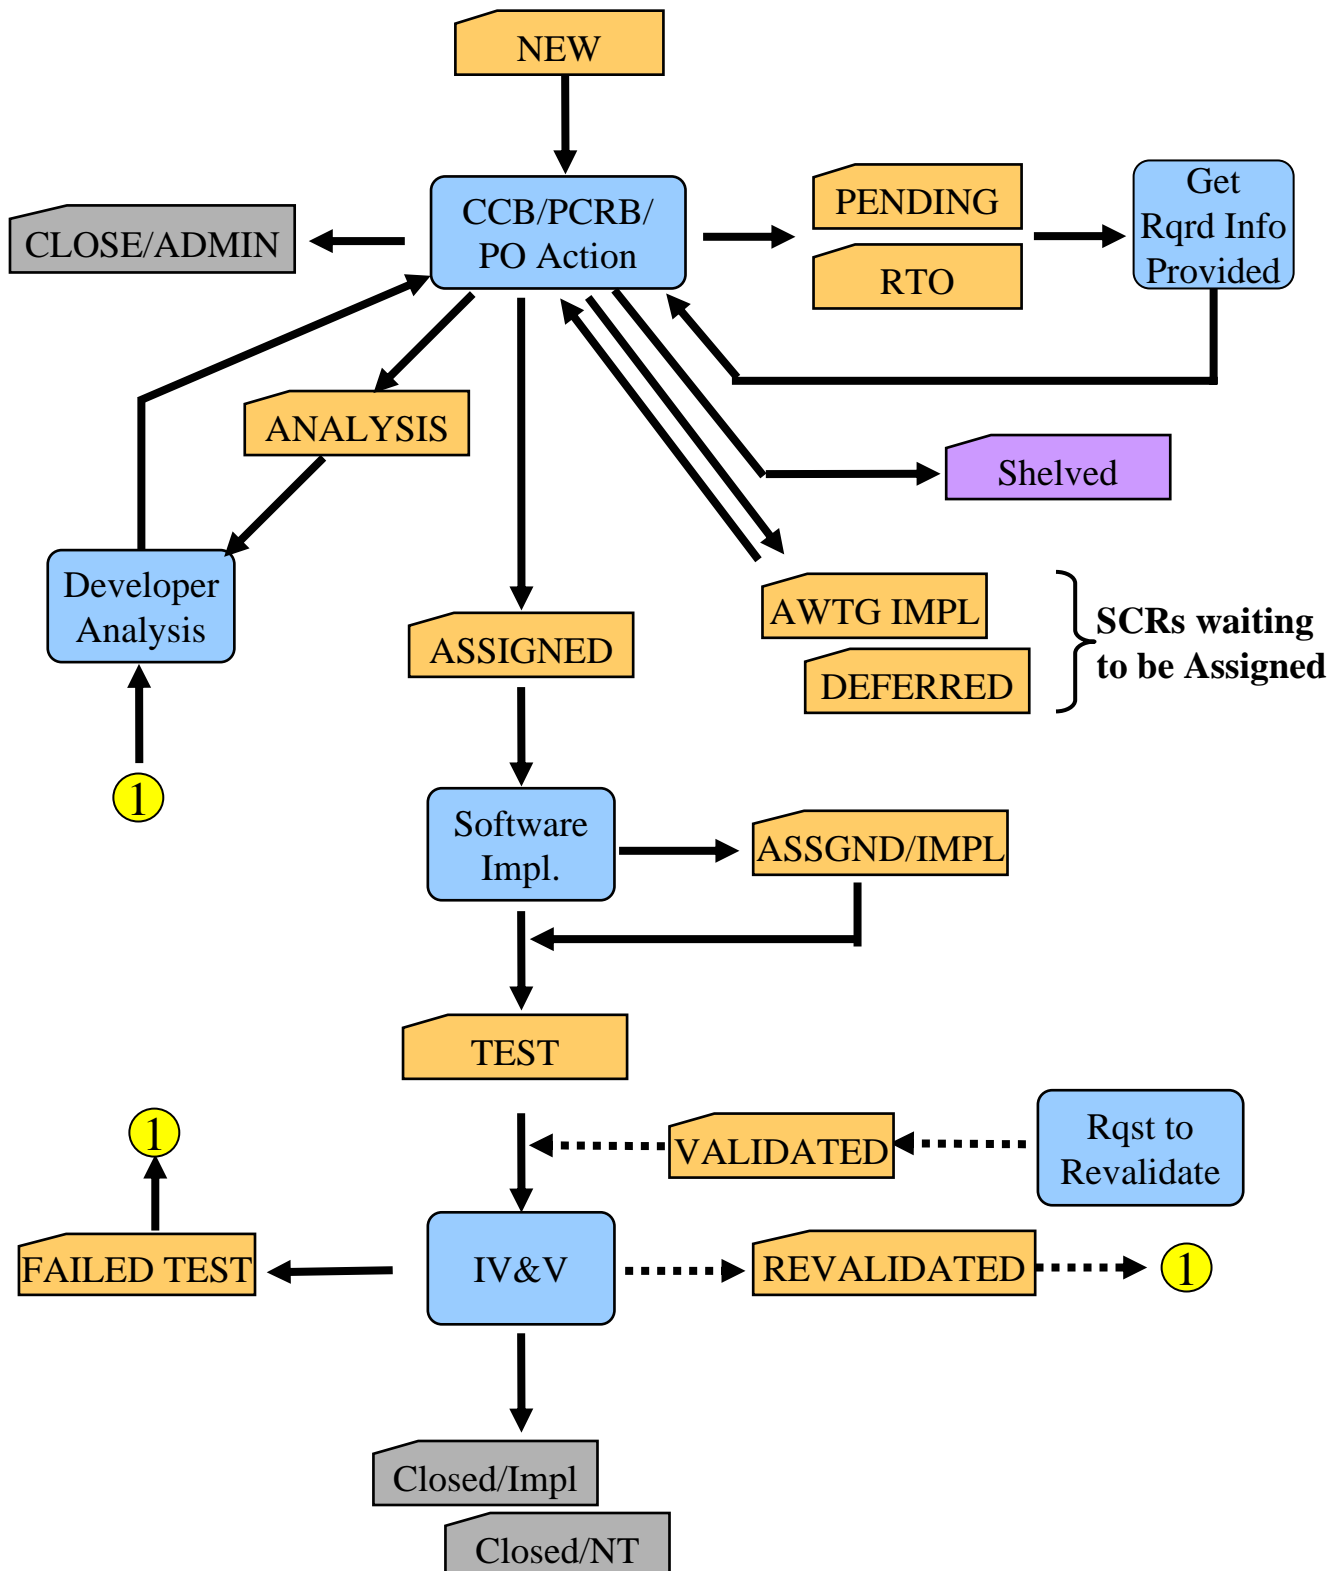 NEW
CCB/PCRB/
PO Action
CLOSE/ADMIN
PENDING
RTO
Get
Rqrd Info
Provided
ANALYSIS
Shelved
Developer
Analysis
ASSIGNED
AWTG IMPL
DEFERRED
SCRs waiting
to be Assigned
1
Software
Impl.
ASSGND/IMPL
TEST
1
VALIDATED
Rqst to
Revalidate
FAILED TEST
IV&V
REVALIDATED
1
Closed/Impl
Closed/NT